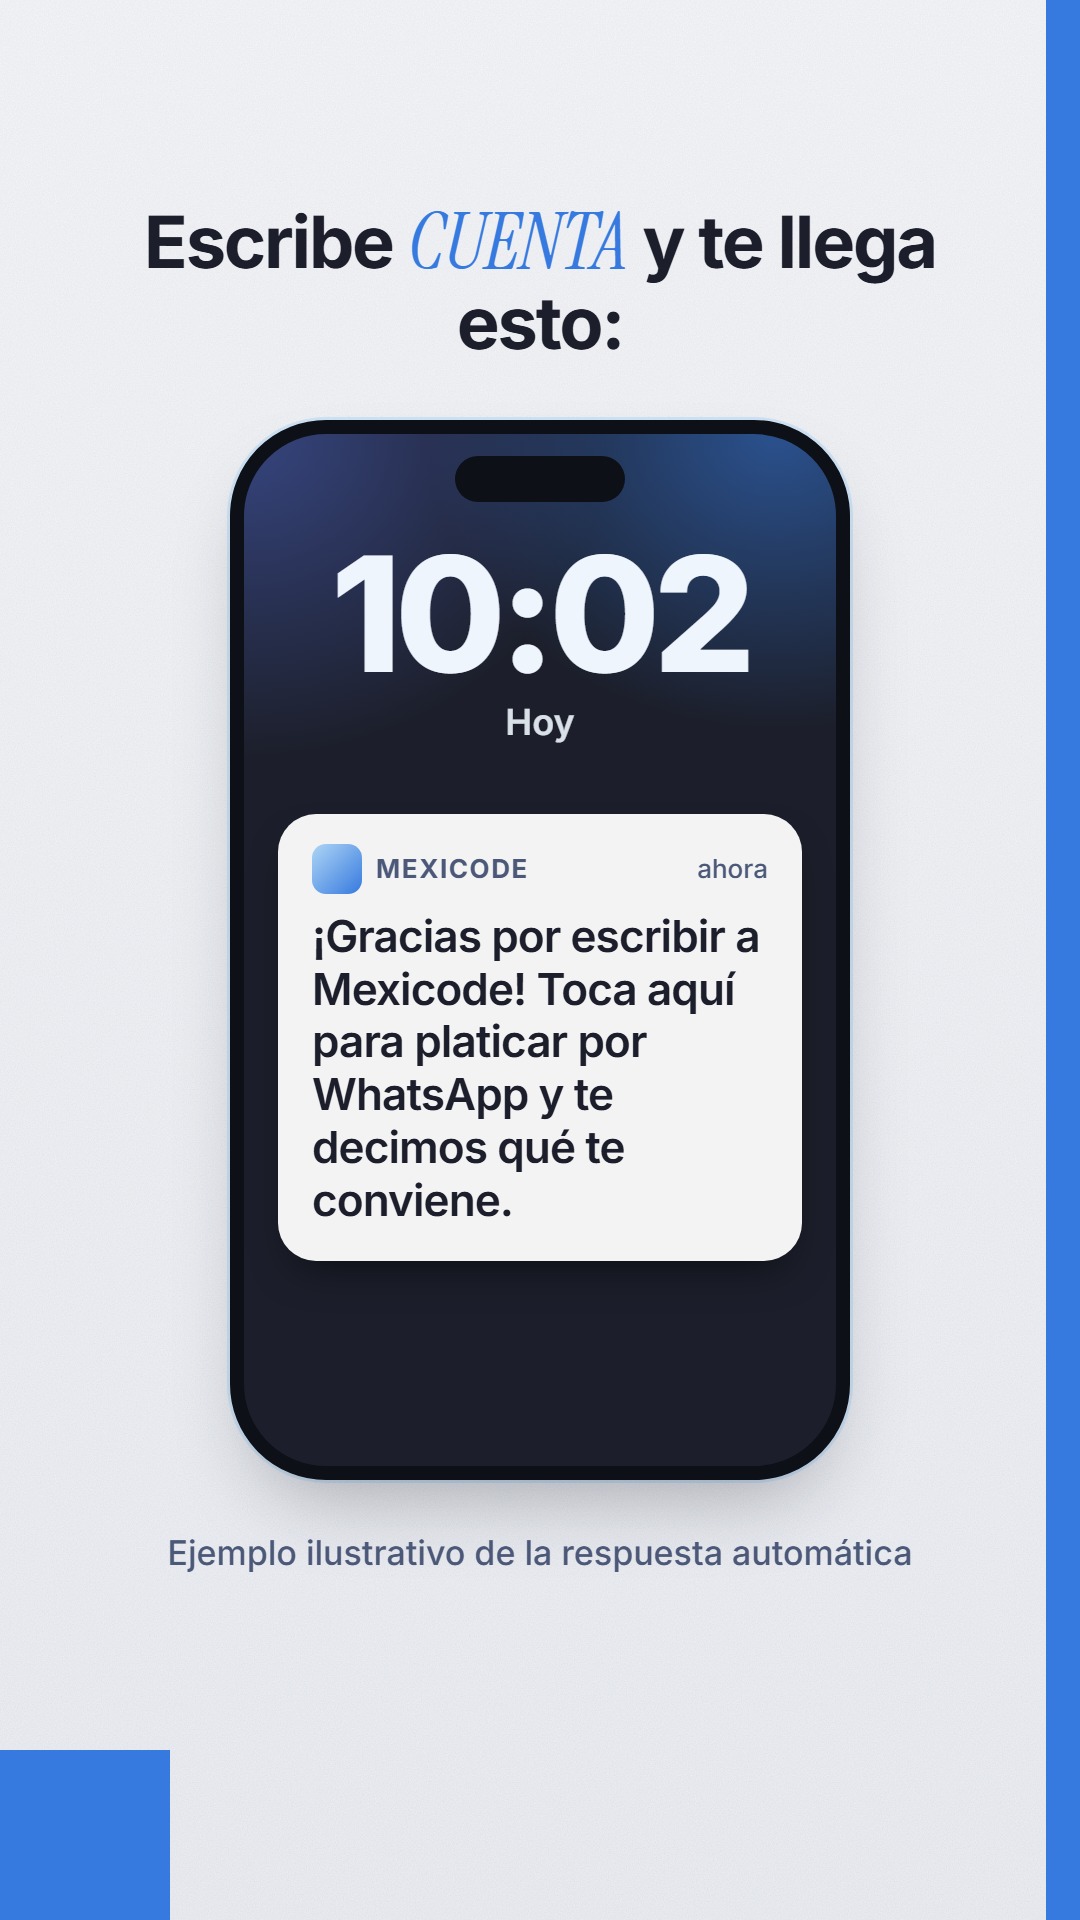 Escribe CUENTA y te llega
esto:
10:02
Hoy
MEXICODE
ahora
¡Gracias por escribir a
Mexicode! Toca aquí
para platicar por
WhatsApp y te
decimos qué te
conviene.
Ejemplo ilustrativo de la respuesta automática